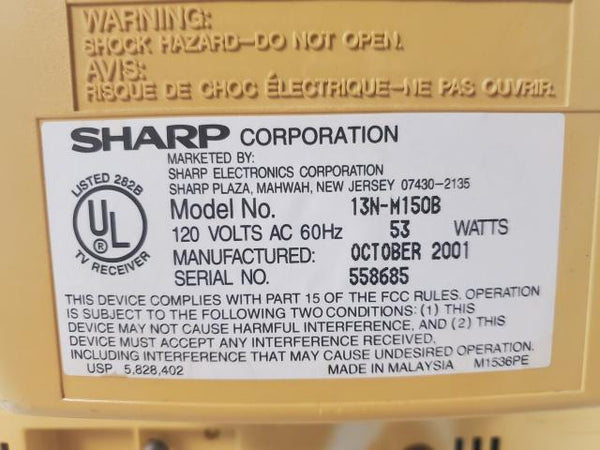 WARNING:
SHOCK HAZARD—DO NOT OPEN.
AVIS:
RISQUE DE CHOC ÉLECTRIQUE—NE PAS OUVRIR.
SHARP CORPORATION
MARKETED BY:
SHARP ELECTRONICS CORPORATION
SHARP PLAZA, MAHWAH, NEW JERSEY 07430-2135
LISTED 282B
UL
®
TV RECEIVER
Model No. 13N-M150B
120 VOLTS AC 60Hz 53 WATTS
MANUFACTURED: OCTOBER 2001
SERIAL NO. 558685
THIS DEVICE COMPLIES WITH PART 15 OF THE FCC RULES. OPERATION
IS SUBJECT TO THE FOLLOWING TWO CONDITIONS: (1) THIS
DEVICE MAY NOT CAUSE HARMFUL INTERFERENCE, AND (2) THIS
DEVICE MUST ACCEPT ANY INTERFERENCE RECEIVED,
INCLUDING INTERFERENCE THAT MAY CAUSE UNDESIRED OPERATION.
USP 5,828,402 MADE IN MALAYSIA M1536PE